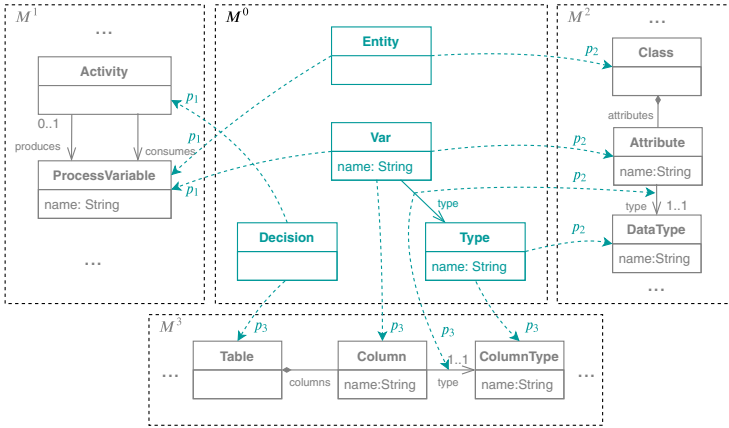 M¹
...
Activity
0..1
produces
consumes
ProcessVariable
name: String
...
p₁
p₁
p₁
M⁰
Entity
Var
name: String
type
Decision
Type
name: String
p₂
p₂
p₂
p₂
M²
...
Class
attributes
Attribute
name:String
type
1..1
DataType
...
name:String
M³
p₃
p₃
p₃
p₃
...
Table
columns
Column
name:String
1..1
type
ColumnType
name:String
...